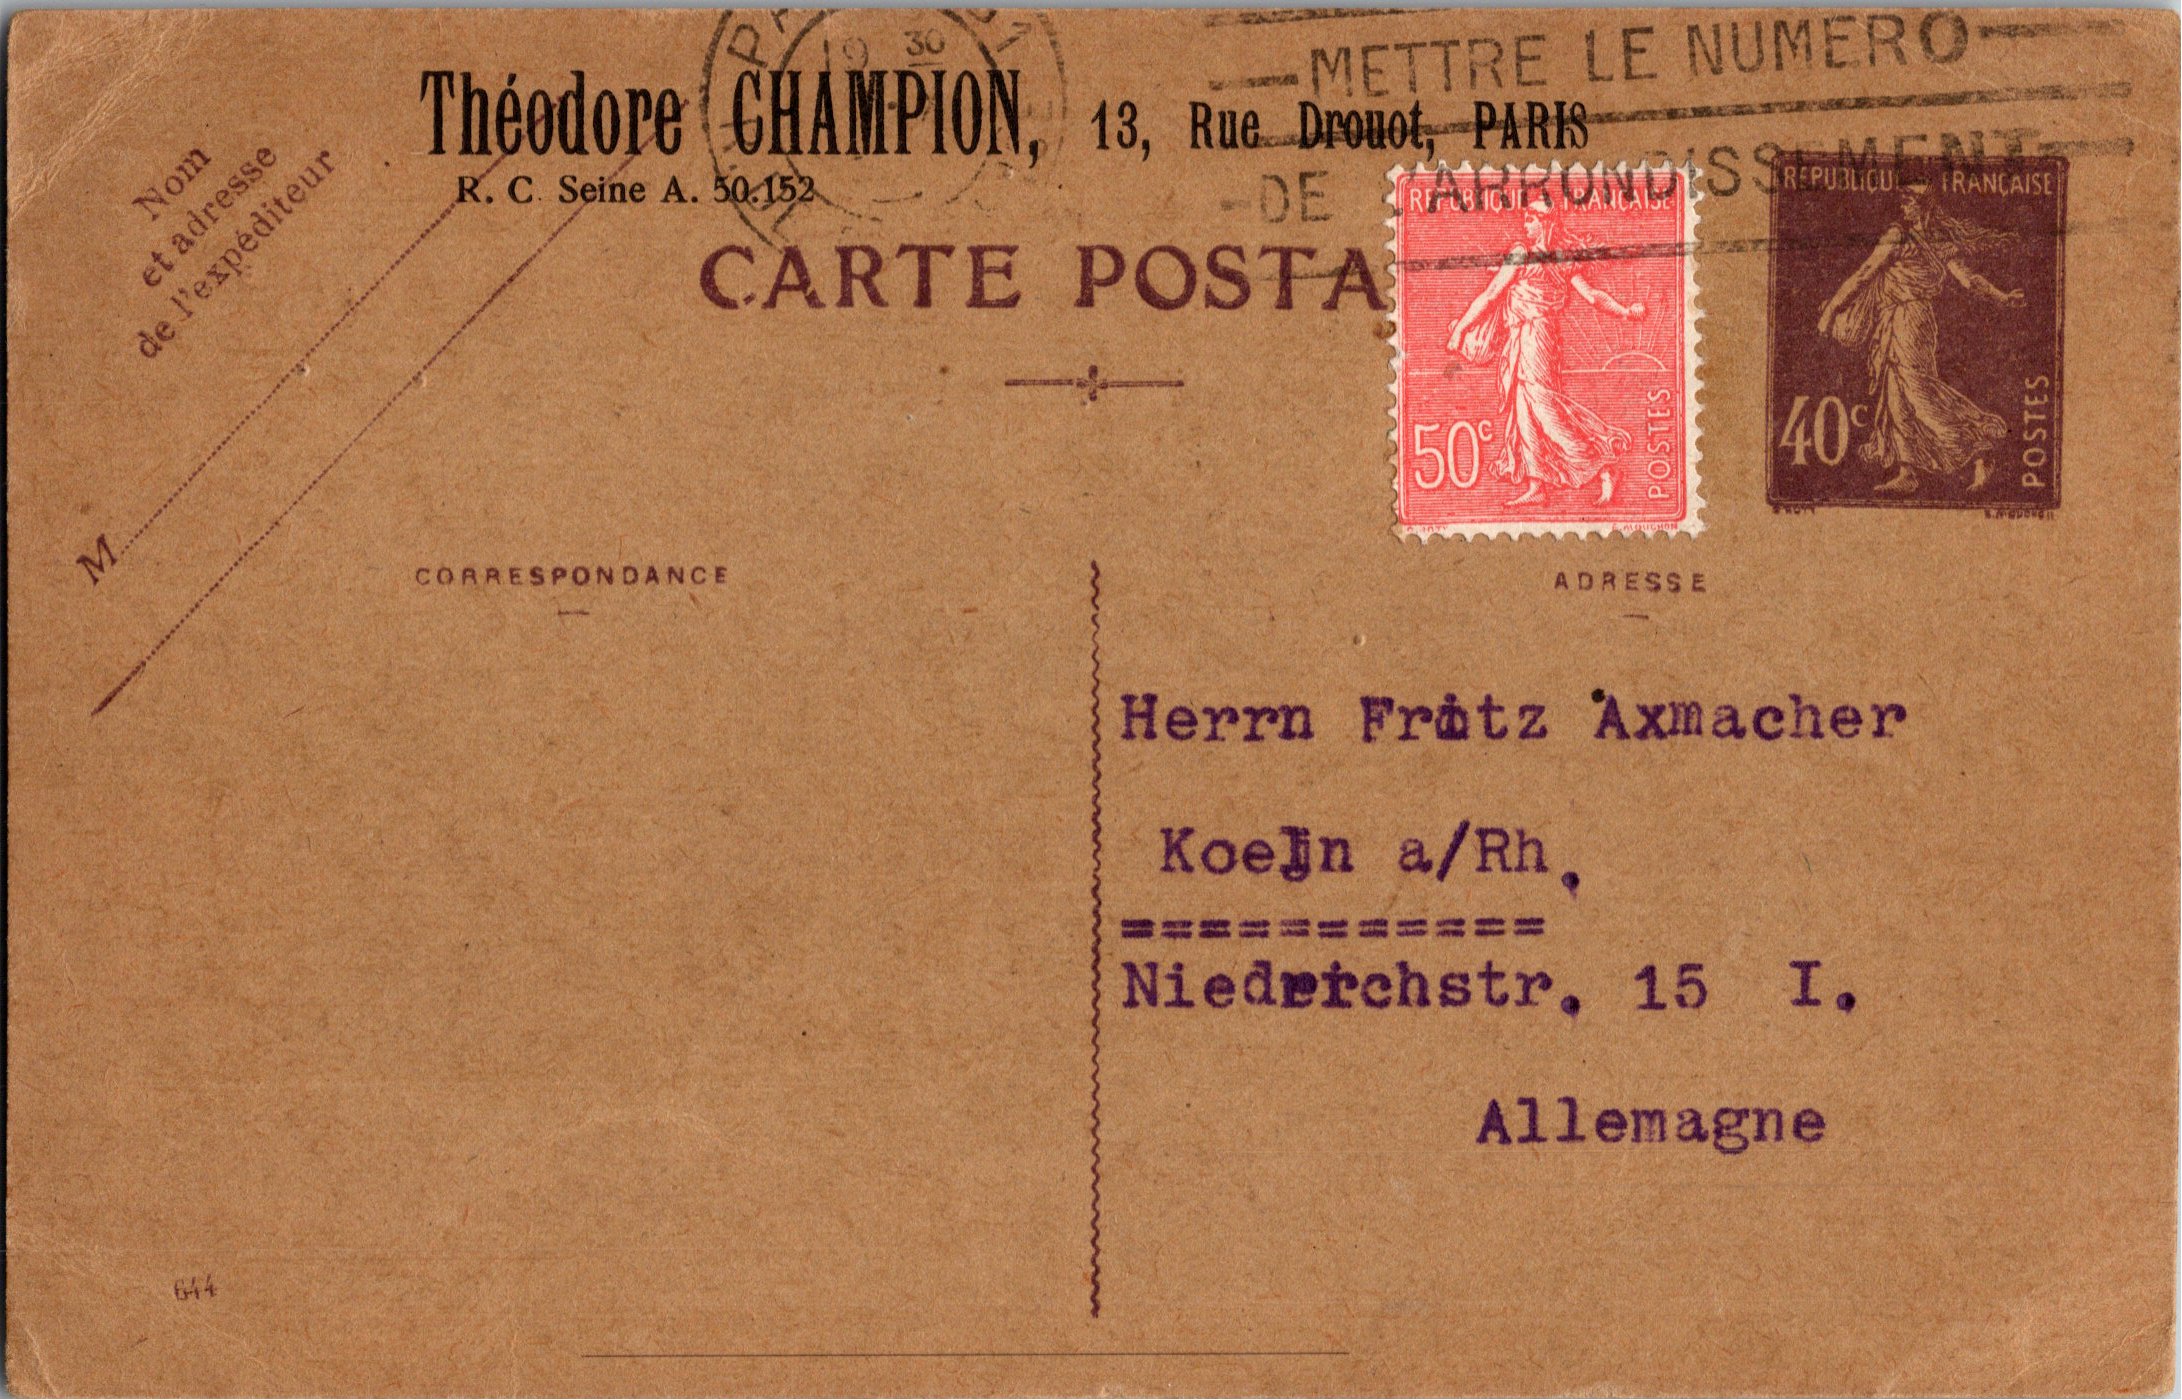 METTRE LE NUMERO
DE L'ARRONDISSEMENT
19 30
Théodore CHAMPION, 13, Rue Drouot, PARIS
R. C. Seine A. 50.152
Nom
et adresse
de l'expéditeur
M
CARTE POSTA
REPUBLIQUE FRANÇAISE
50c
POSTES
REPUBLIQUE FRANÇAISE
40c
POSTES
CORRESPONDANCE
ADRESSE
Herrn Fritz Axmacher
Koeln a/Rh.
===========
Niederichstr. 15 I.
Allemagne
644